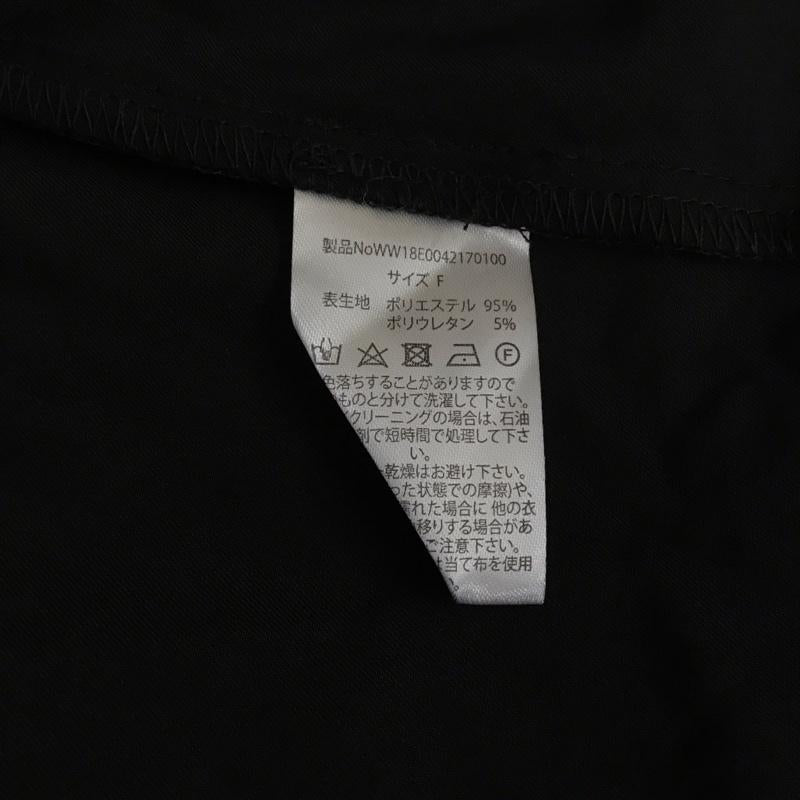 製品NoWW18E0042170100
サイズ F
表生地 ポリエステル 95%
ポリウレタン 5%
F
色落ちすることがありますので
ものと分けて洗濯して下さい。
イクリーニングの場合は、石油
剤で短時間で処理して下さ
い。
乾燥はお避け下さい。
った状態での摩擦)や、
濡れた場合に 他の衣
移りする場合があ
ご注意下さい。
は当て布を使用